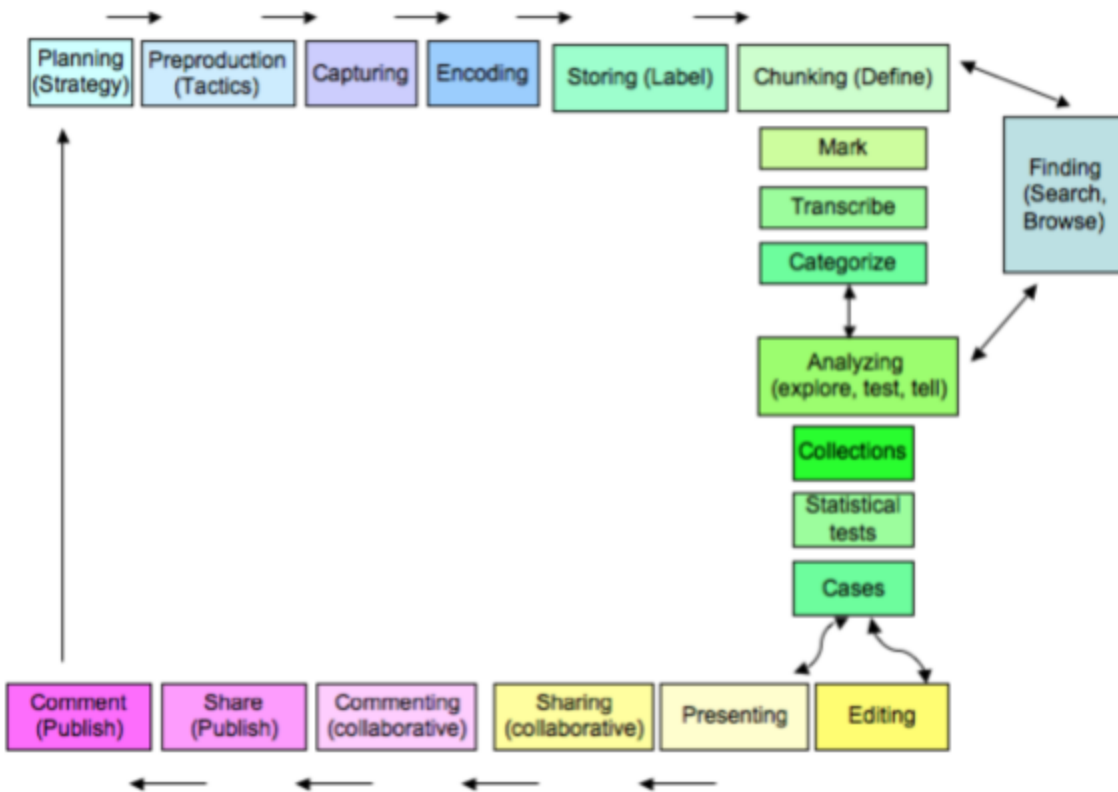 Planning
(Strategy)
Preproduction
(Tactics)
Capturing
Encoding
Storing (Label)
Chunking (Define)
Mark
Transcribe
Categorize
Finding
(Search,
Browse)
Analyzing
(explore, test, tell)
Collections
Statistical
tests
Cases
Comment
(Publish)
Share
(Publish)
Commenting
(collaborative)
Sharing
(collaborative)
Presenting
Editing